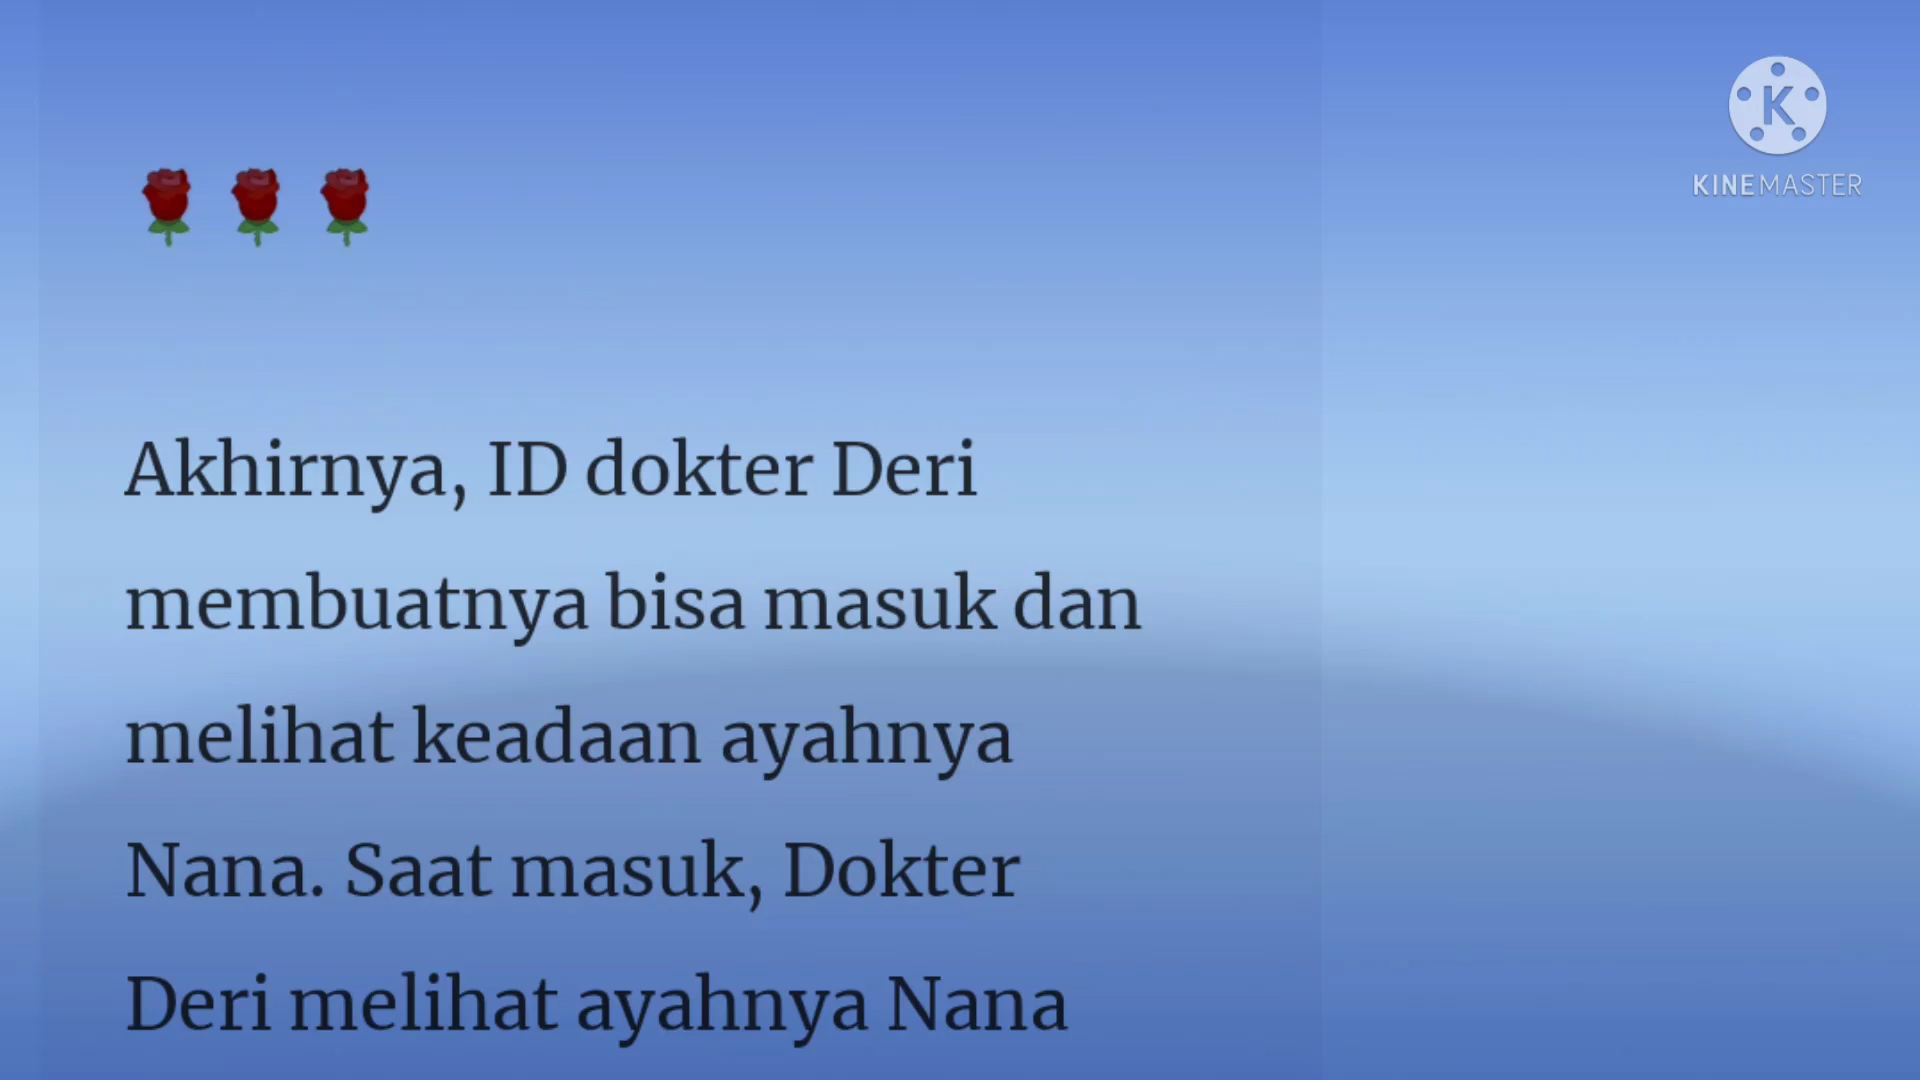 K
KINEMASTER
🌹 🌹 🌹
Akhirnya, ID dokter Deri
membuatnya bisa masuk dan
melihat keadaan ayahnya
Nana. Saat masuk, Dokter
Deri melihat ayahnya Nana